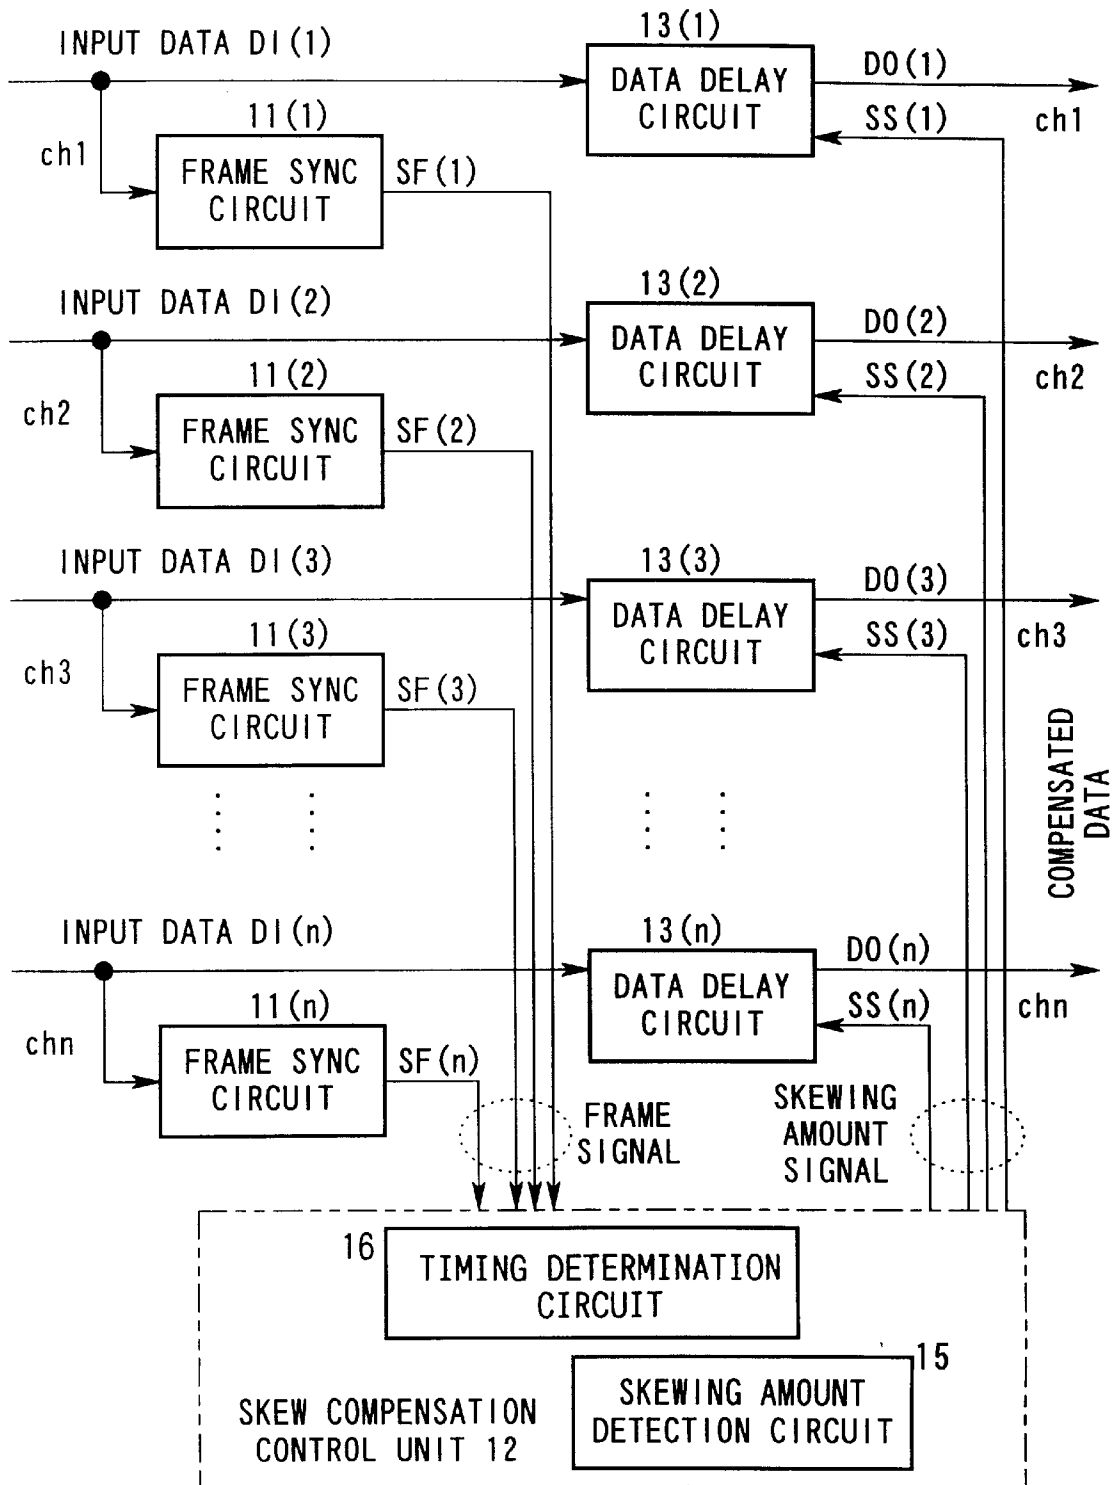 13(1)
INPUT DATA DI(1)
DATA DELAY
CIRCUIT
DO(1)
SS(1)
ch1
ch1
11(1)
FRAME SYNC
CIRCUIT
SF(1)
INPUT DATA DI(2)
13(2)
DATA DELAY
CIRCUIT
DO(2)
SS(2)
ch2
ch2
11(2)
FRAME SYNC
CIRCUIT
SF(2)
INPUT DATA DI(3)
13(3)
DATA DELAY
CIRCUIT
DO(3)
SS(3)
ch3
ch3
11(3)
FRAME SYNC
CIRCUIT
SF(3)
COMPENSATED
DATA
INPUT DATA DI(n)
13(n)
DATA DELAY
CIRCUIT
DO(n)
SS(n)
chn
chn
11(n)
FRAME SYNC
CIRCUIT
SF(n)
FRAME
SIGNAL
SKEWING
AMOUNT
SIGNAL
16
TIMING DETERMINATION
CIRCUIT
15
SKEWING AMOUNT
DETECTION CIRCUIT
SKEW COMPENSATION
CONTROL UNIT 12